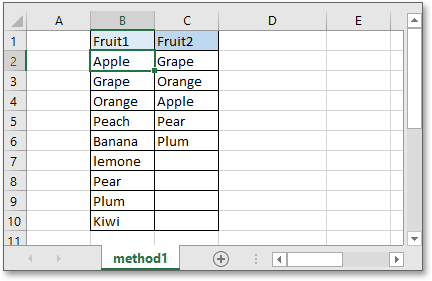 A B C D E
1 Fruit1 Fruit2
2 Apple Grape
3 Grape Orange
4 Orange Apple
5 Peach Pear
6 Banana Plum
7 lemone
8 Pear
9 Plum
10 Kiwi
11
method1